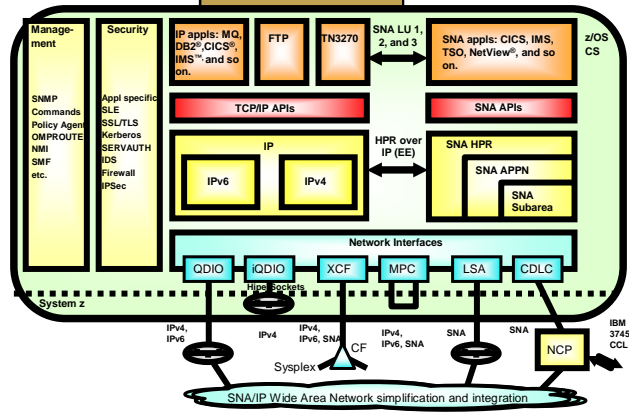 Manage-
ment
SNMP
Commands
Policy Agent
OMPROUTE
NMI
SMF
etc.
Security
Appl specific
SLE
SSL/TLS
Kerberos
SERVAUTH
IDS
Firewall
IPSec
IP appls: MQ,
DB2®,CICS®,
IMS™ and so
on.
FTP
TN3270
SNA LU 1,
2, and 3
SNA appls: CICS, IMS,
TSO, NetView®, and so
on.
z/OS
CS
TCP/IP APIs
SNA APIs
IP
IPv6
IPv4
HPR over
IP (EE)
SNA HPR
SNA APPN
SNA
Subarea
Network Interfaces
QDIO
iQDIO
XCF
MPC
LSA
CDLC
HiperSockets
System z
IPv4,
IPv6
IPv4
IPv4,
IPv6, SNA
IPv4,
IPv6, SNA
SNA
SNA
IBM
3745
CCL
CF
Sysplex
NCP
SNA/IP Wide Area Network simplification and integration